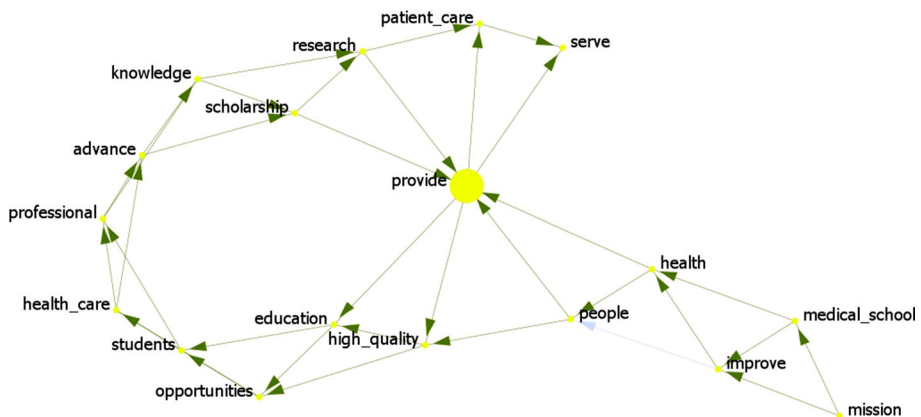 patient_care
serve
research
knowledge
scholarship
advance
provide
professional
health
health_care
people
medical_school
education
high_quality
students
improve
opportunities
mission